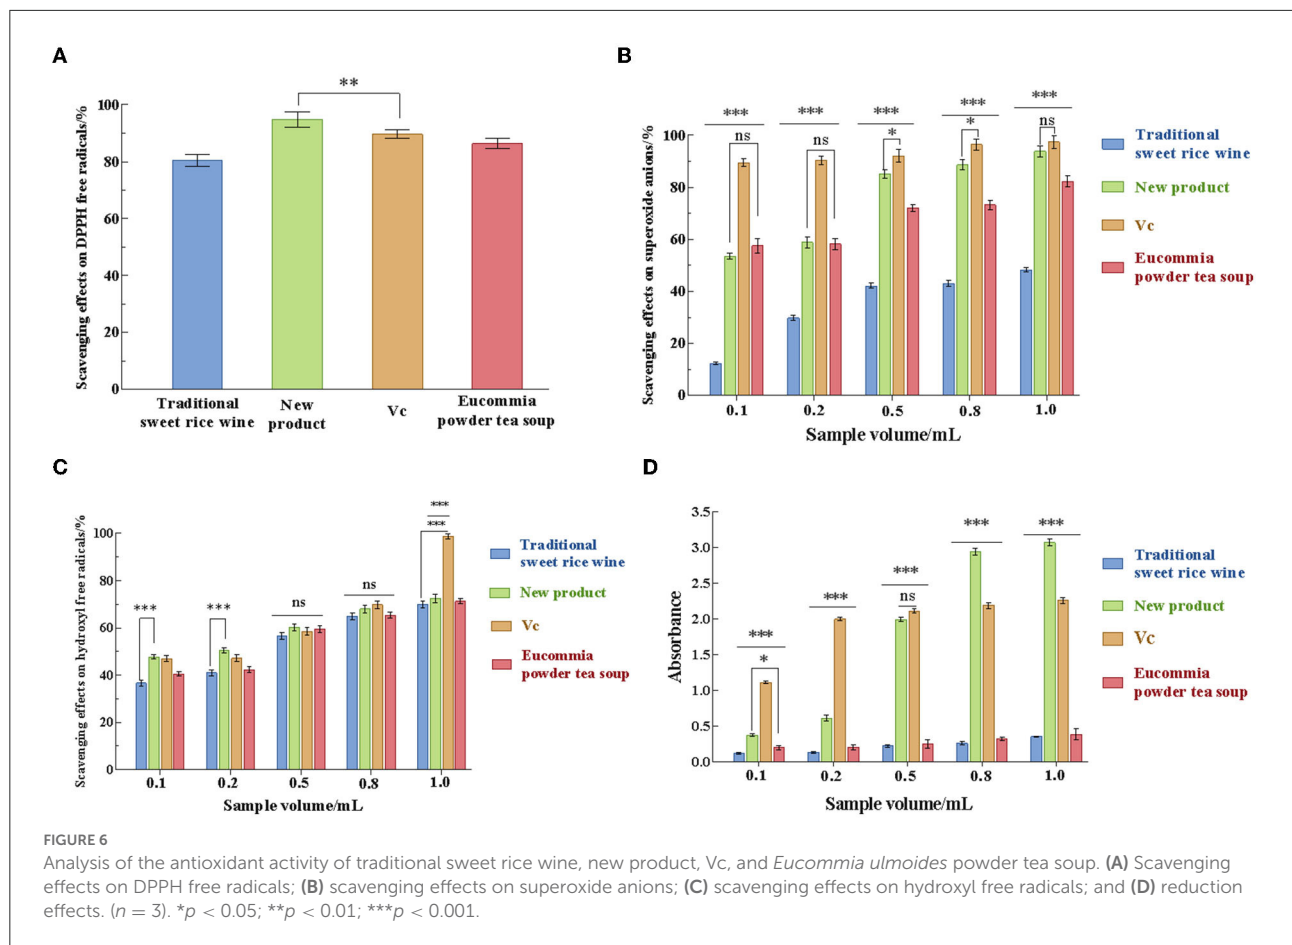 A
**
Scavenging effects on DPPH free radicals/%
100
80
60
40
20
0
Traditional
sweet rice wine
New
product
Vc
Eucommia
powder tea soup
B
Scavenging effects on superoxide anions/%
100
80
60
40
20
0
***
ns
***
ns
***
*
***
*
***
ns
0.1 0.2 0.5 0.8 1.0
Sample volume/mL
Traditional
sweet rice wine
New product
Vc
Eucommia
powder tea soup
C
Scavenging effects on hydroxyl free radicals/%
100
80
60
40
20
0
***
***
ns
ns
***
***
0.1 0.2 0.5 0.8 1.0
Sample volume/mL
Traditional
sweet rice wine
New product
Vc
Eucommia
powder tea soup
D
Absorbance
3.5
3.0
2.5
2.0
1.5
1.0
0.5
0.0
***
*
***
***
ns
***
***
0.1 0.2 0.5 0.8 1.0
Sample volume/mL
Traditional
sweet rice wine
New product
Vc
Eucommia
powder tea soup
FIGURE 6
Analysis of the antioxidant activity of traditional sweet rice wine, new product, Vc, and Eucommia ulmoides powder tea soup. (A) Scavenging
effects on DPPH free radicals; (B) scavenging effects on superoxide anions; (C) scavenging effects on hydroxyl free radicals; and (D) reduction
effects. (n = 3). *p < 0.05; **p < 0.01; ***p < 0.001.